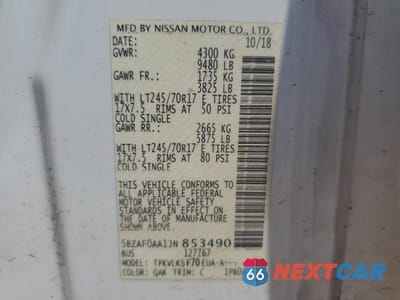 MFD BY NISSAN MOTOR CO., LTD.
DATE: 10/18
GVWR: 4300 KG
9480 LB
GAWR FR.: 1735 KG
3825 LB
WITH LT245/70R17 E TIRES
17X7.5 RIMS AT 50 PSI
COLD SINGLE
GAWR RR.: 2665 KG
5875 LB
WITH LT245/70R17 E TIRES
17X7.5 RIMS AT 80 PSI
COLD SINGLE
THIS VEHICLE CONFORMS TO
ALL APPLICABLE FEDERAL
MOTOR VEHICLE SAFETY
STANDARDS IN EFFECT ON
THE DATE OF MANUFACTURE
SHOWN ABOVE.
5BZAF0AA1JN 853490
BUS 127767
MODEL: TPKVLKSF70EUA-A---
COLOR: QAK TRIM: C
66 NEXTCAR